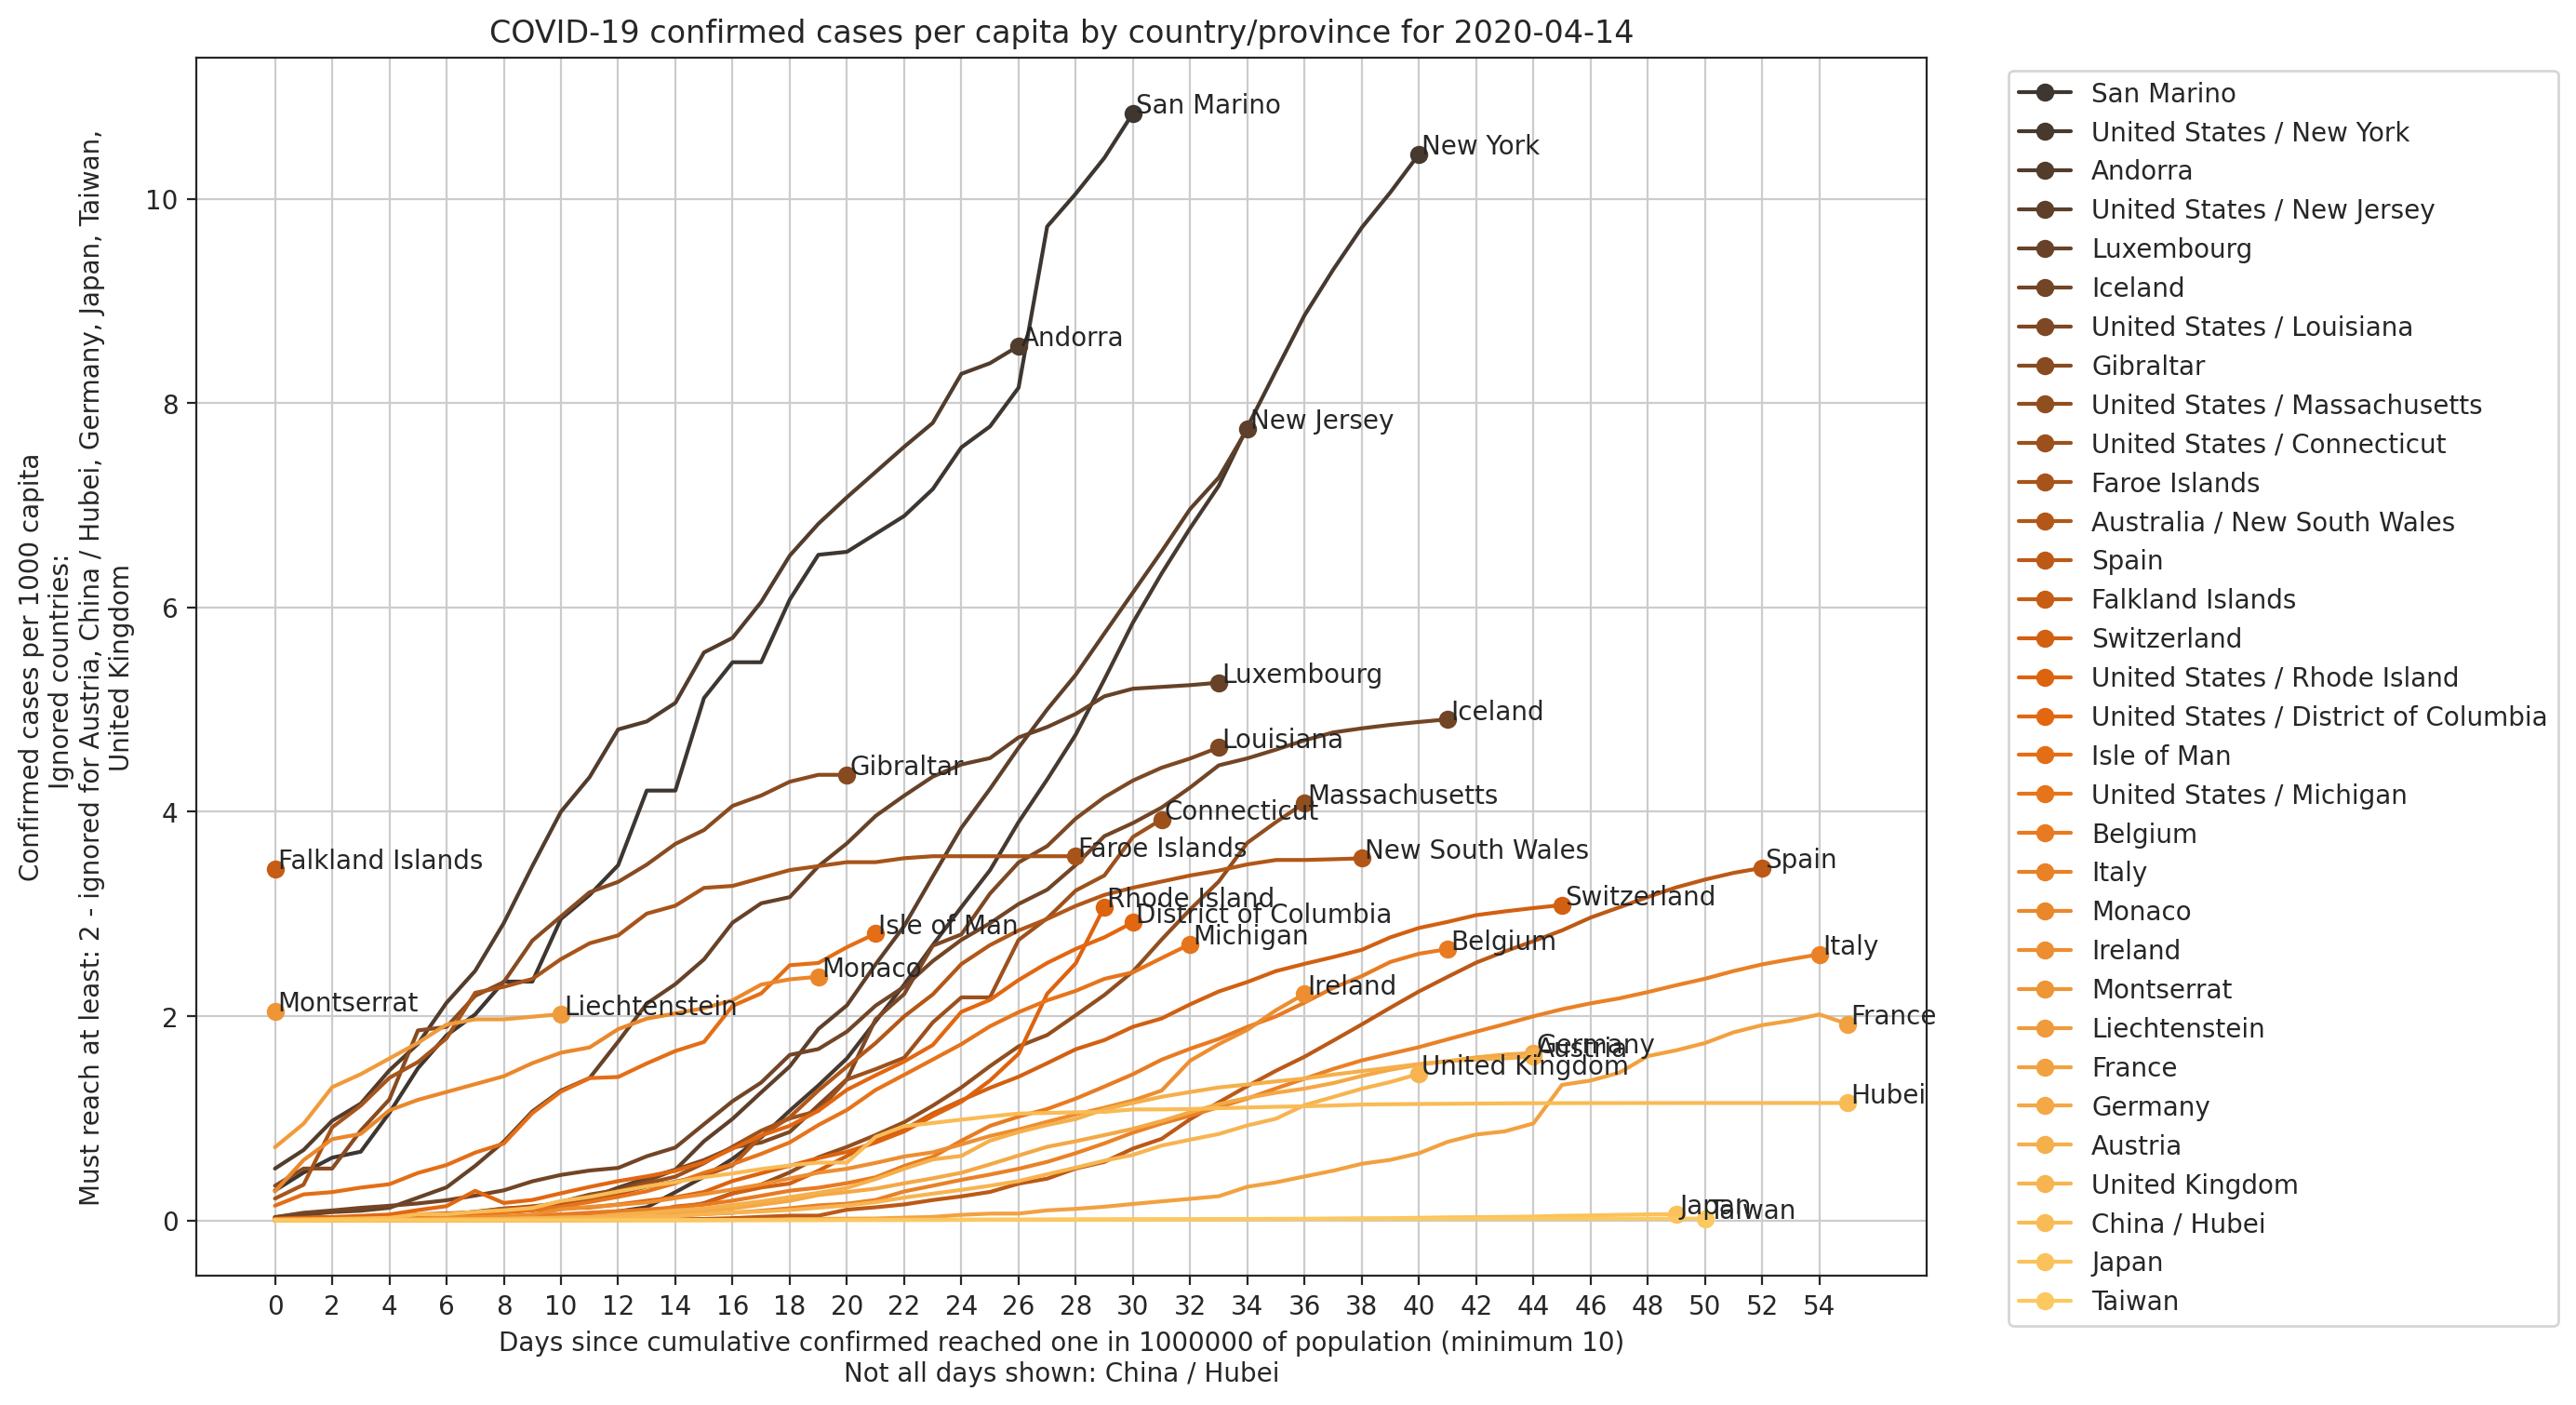 COVID-19 confirmed cases per capita by country/province for 2020-04-14
Confirmed cases per 1000 capita
Ignored countries:
Must reach at least: 2 - ignored for Austria, China / Hubei, Germany, Japan, Taiwan,
United Kingdom
10
8
6
4
2
0
San Marino
New York
Andorra
New Jersey
Luxembourg
Iceland
Louisiana
Gibraltar
Massachusetts
Connecticut
Faroe Islands
New South Wales
Falkland Islands
Spain
Switzerland
Rhode Island
District of Columbia
Isle of Man
Michigan
Belgium
Italy
Monaco
Ireland
Montserrat
Liechtenstein
France
Germany
Austria
United Kingdom
Hubei
Japan
Taiwan
0 2 4 6 8 10 12 14 16 18 20 22 24 26 28 30 32 34 36 38 40 42 44 46 48 50 52 54
Days since cumulative confirmed reached one in 1000000 of population (minimum 10)
Not all days shown: China / Hubei
San Marino
United States / New York
Andorra
United States / New Jersey
Luxembourg
Iceland
United States / Louisiana
Gibraltar
United States / Massachusetts
United States / Connecticut
Faroe Islands
Australia / New South Wales
Spain
Falkland Islands
Switzerland
United States / Rhode Island
United States / District of Columbia
Isle of Man
United States / Michigan
Belgium
Italy
Monaco
Ireland
Montserrat
Liechtenstein
France
Germany
Austria
United Kingdom
China / Hubei
Japan
Taiwan